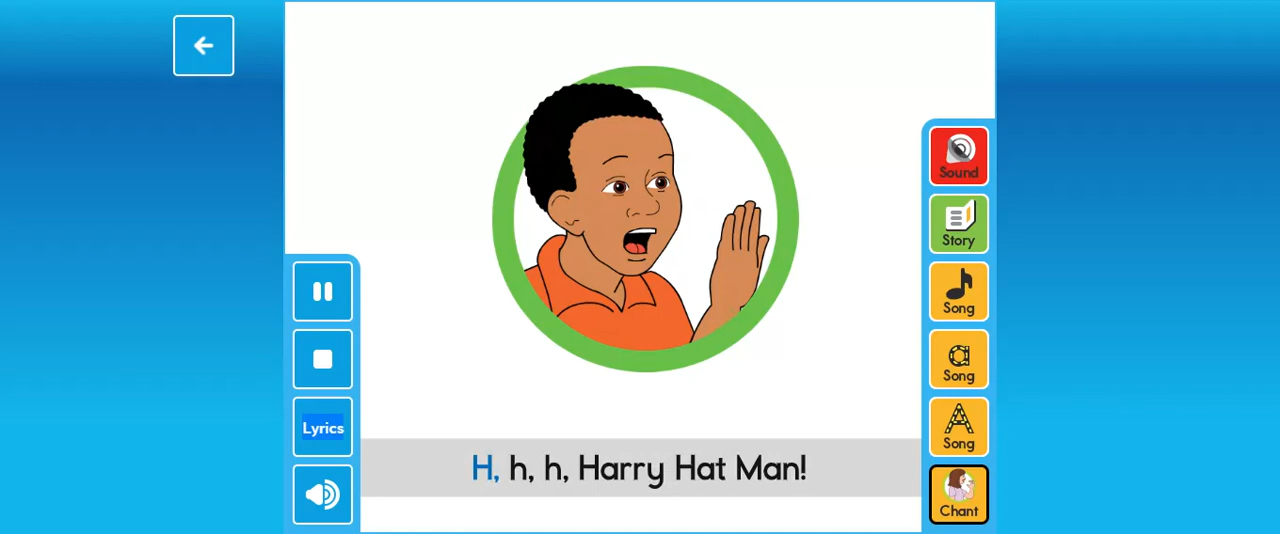 Sound
Story
Song
a
Song
A
Song
Lyrics
H, h, h, Harry Hat Man!
Chant